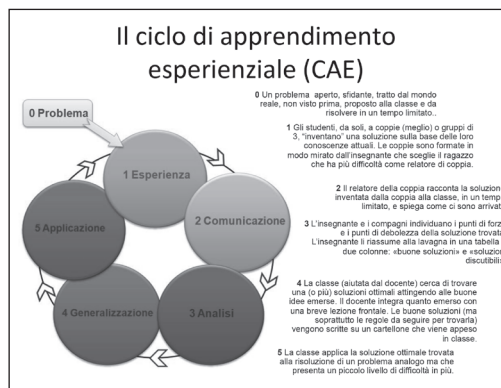 Il ciclo di apprendimento
esperienziale (CAE)
0 Problema
1 Esperienza
2 Comunicazione
3 Analisi
4 Generalizzazione
5 Applicazione
0 Un problema aperto, sfidante, tratto dal mondo
reale, non visto prima, proposto alla classe e da
risolvere in un tempo limitato..
1 Gli studenti, da soli, a coppie (meglio) o gruppi di
3, "inventano" una soluzione sulla base delle loro
conoscenze attuali. Le coppie sono formate in
modo mirato dall'insegnante che sceglie il ragazzo
che ha più difficoltà come relatore di coppia.
2 Il relatore della coppia racconta la soluzion
inventata dalla coppia alla classe, in un temp
limitato, e spiega come ci sono arrivat
3 L'insegnante e i compagni individuano i punti di forz
e i punti di debolezza della soluzione trovata
L'insegnante li riassume alla lavagna in una tabella
due colonne: «buone soluzioni» e «soluzion
discutibili
4 La classe (aiutata dal docente) cerca di trovare
una (o più) soluzioni ottimali attingendo alle buone
idee emerse. Il docente integra quanto emerso con
una breve lezione frontale. Le buone soluzioni (ma
soprattutto le regole da seguire per trovarla)
vengono scritte su un cartellone che viene appeso
in classe.
5 La classe applica la soluzione ottimale trovata
alla risoluzione di un problema analogo ma che
presenta un piccolo livello di difficoltà in più.